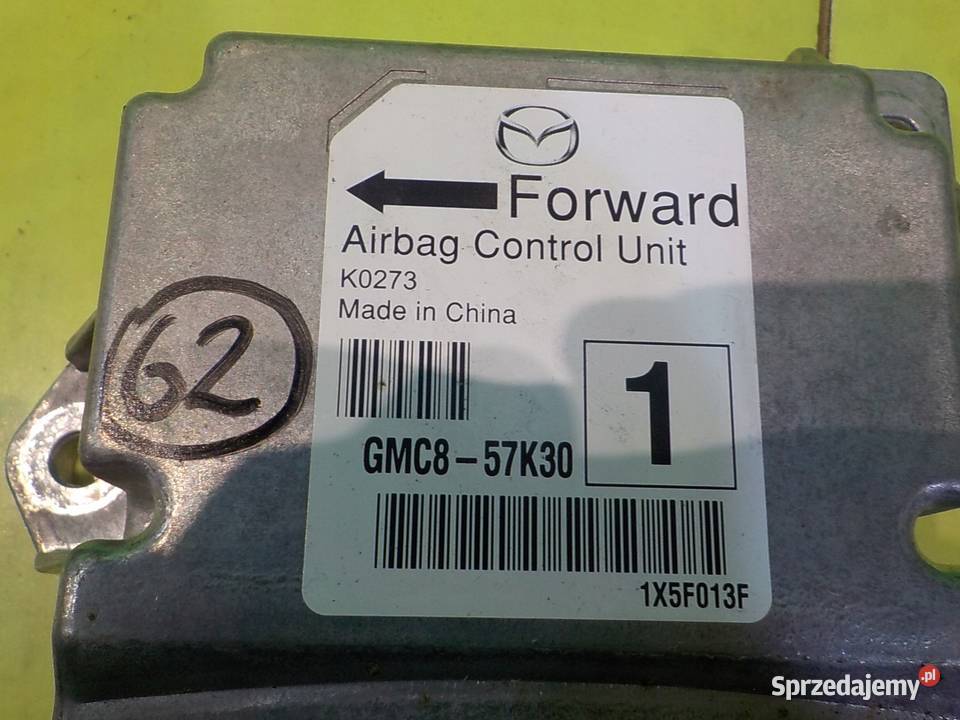 Forward
Airbag Control Unit
K0273
Made in China
62
1
GMC8-57K30
1X5F013F
Sprzedajemy.pl